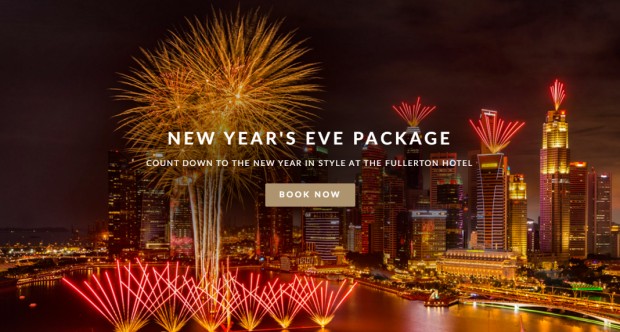 NEW YEAR'S EVE PACKAGE
COUNT DOWN TO THE NEW YEAR IN STYLE AT THE FULLERTON HOTEL
BOOK NOW